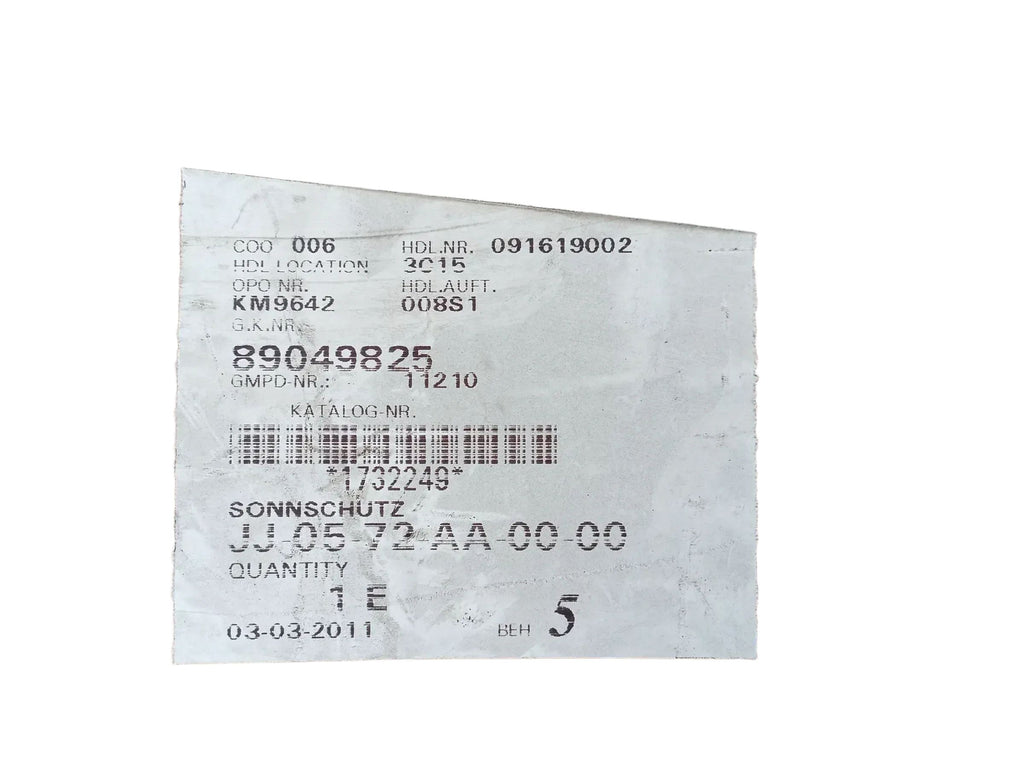 COO 006 HDL.NR. 091619002
HDL LOCATION 3C15
OPO NR. HDL.AUFT.
KM9642 008S1
G.K.NR.
89049825
GMPD-NR.: 11210
KATALOG-NR.
*1732249*
SONNSCHUTZ
JJ-05-72-AA-00-00
QUANTITY
1 E
03-03-2011 BEH 5